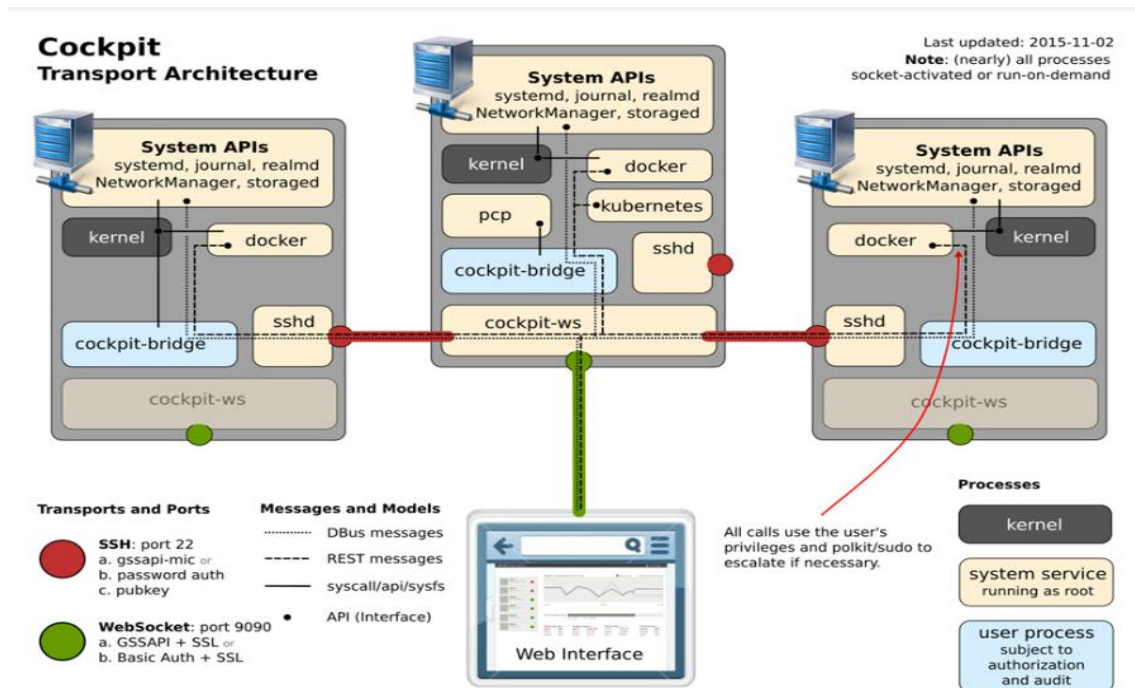 Cockpit
Transport Architecture
Last updated: 2015-11-02
Note: (nearly) all processes
socket-activated or run-on-demand
System APIs
systemd, journal, realmd
NetworkManager, storaged
kernel
docker
sshd
cockpit-bridge
cockpit-ws
System APIs
systemd, journal, realmd
NetworkManager, storaged
kernel
docker
kubernetes
pcp
sshd
cockpit-bridge
cockpit-ws
System APIs
systemd, journal, realmd
NetworkManager, storaged
docker
kernel
sshd
cockpit-bridge
cockpit-ws
Transports and Ports
SSH: port 22
a. gssapi-mic or
b. password auth
c. pubkey
WebSocket: port 9090
a. GSSAPI + SSL or
b. Basic Auth + SSL
Messages and Models
DBus messages
REST messages
syscall/api/sysfs
API (Interface)
Web Interface
All calls use the user's
privileges and polkit/sudo to
escalate if necessary.
Processes
kernel
system service
running as root
user process
subject to
authorization
and audit